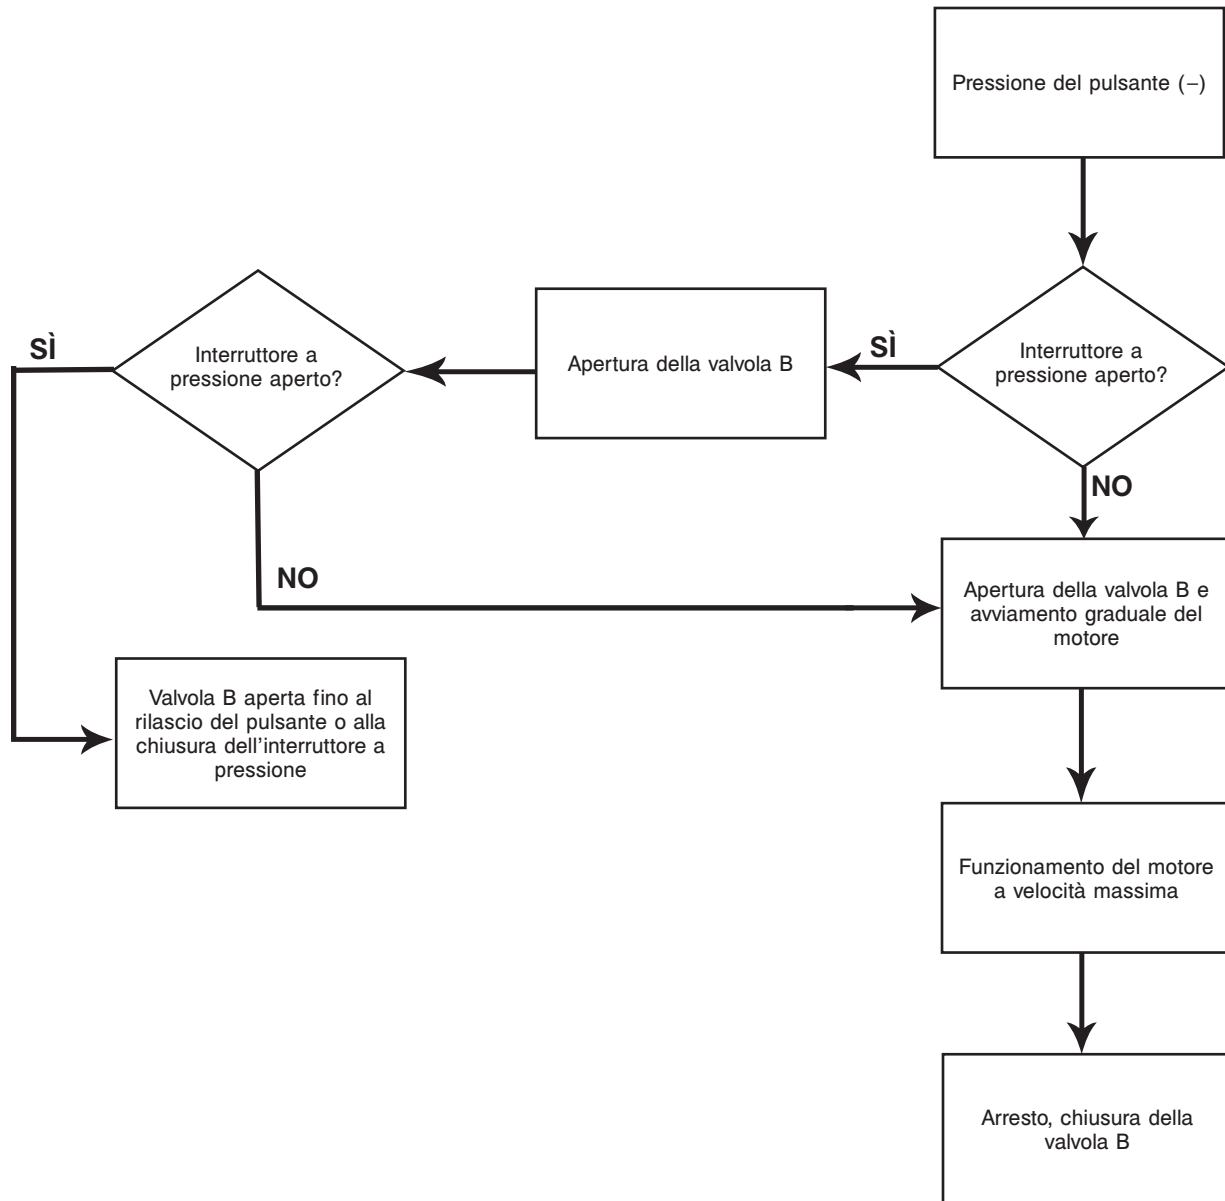 Pressione del pulsante (−)
Interruttore a
pressione aperto?
SÌ
Apertura della valvola B
Interruttore a
pressione aperto?
SÌ
NO
NO
Apertura della valvola B e
avviamento graduale del
motore
Valvola B aperta fino al
rilascio del pulsante o alla
chiusura dell’interruttore a
pressione
Funzionamento del motore
a velocità massima
Arresto, chiusura della
valvola B